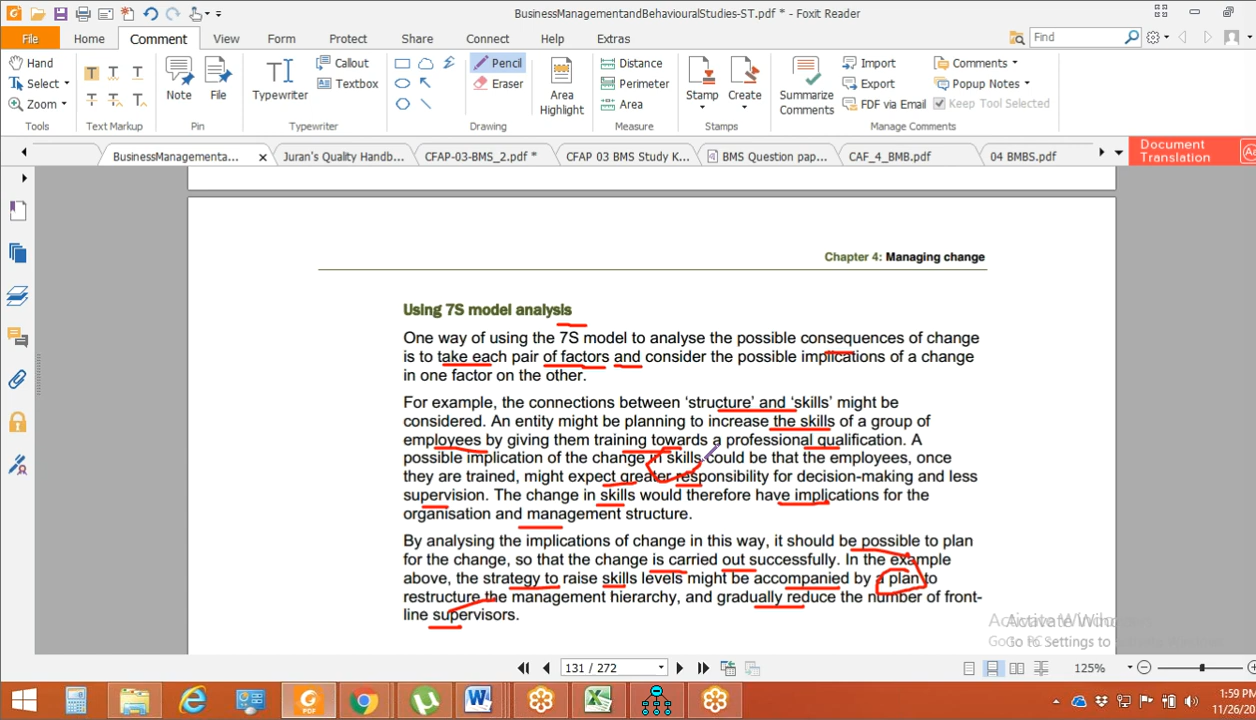 BusinessManagementandBehaviouralStudies-ST.pdf * - Foxit Reader
File Home Comment View Form Protect Share Connect Help Extras Find
Hand Select Zoom
Tools
Text Markup
Note File
Pin
Typewriter Callout Textbox
Typewriter
Pencil Eraser
Drawing
Area Highlight
Distance Perimeter Area
Measure
Stamp Create
Stamps
Summarize Comments
Import Export FDF via Email
Comments Popup Notes Keep Tool Selected
Manage Comments
BusinessManagementa... Juran's Quality Handb... CFAP-03-BMS_2.pdf * CFAP 03 BMS Study K... BMS Question pap... CAF_4_BMB.pdf 04 BMBS.pdf
Document Translation
Chapter 4: Managing change
Using 7S model analysis
One way of using the 7S model to analyse the possible consequences of change
is to take each pair of factors and consider the possible implications of a change
in one factor on the other.
For example, the connections between ‘structure’ and ‘skills’ might be
considered. An entity might be planning to increase the skills of a group of
employees by giving them training towards a professional qualification. A
possible implication of the change in skills could be that the employees, once
they are trained, might expect greater responsibility for decision-making and less
supervision. The change in skills would therefore have implications for the
organisation and management structure.
By analysing the implications of change in this way, it should be possible to plan
for the change, so that the change is carried out successfully. In the example
above, the strategy to raise skills levels might be accompanied by a plan to
restructure the management hierarchy, and gradually reduce the number of front-
line supervisors.
131 / 272
125%
1:59 PM